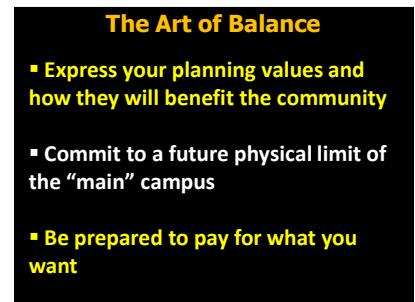 The Art of Balance
▪ Express your planning values and
how they will benefit the community
▪ Commit to a future physical limit of
the “main” campus
▪ Be prepared to pay for what you
want